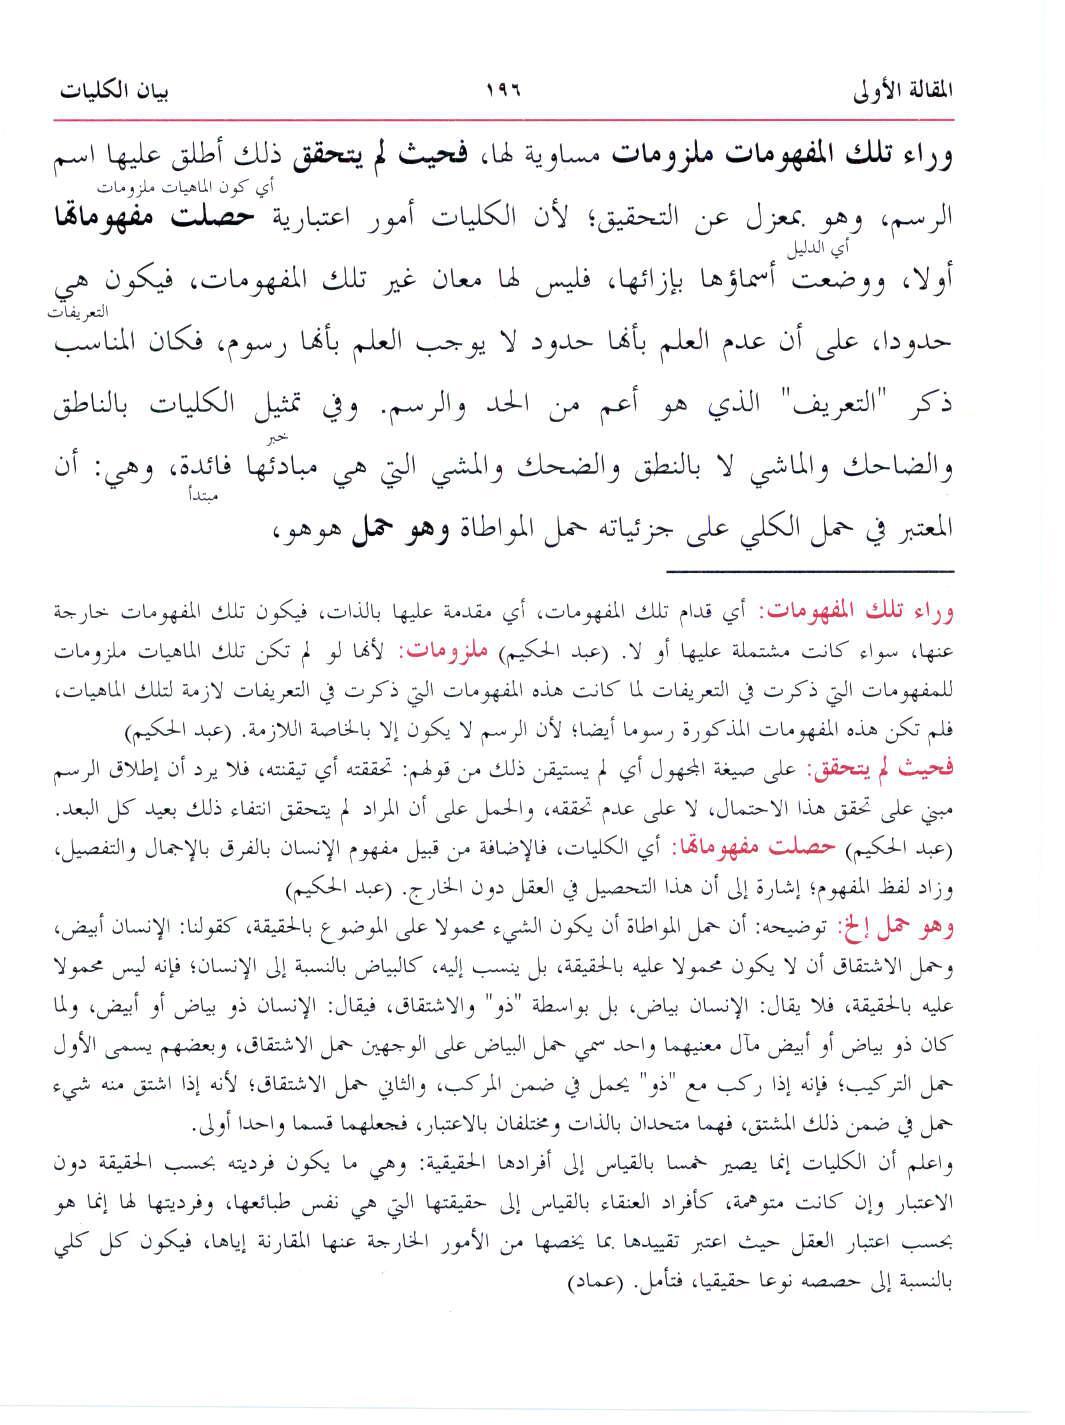 المقالة الأولى ١٩٦ بيان الكليات
وراء تلك المفهومات ملزومات مساوية لها، فحيث لم يتحقق ذلك أطلق عليها اسم
أي كون الماهيات ملزومات
الرسم، وهو بمعزل عن التحقيق؛ لأن الكليات أمور اعتبارية حصلت مفهوماتها
أي الدليل
أولا، ووضعت أسماؤها بإزائها، فليس لها معان غير تلك المفهومات، فيكون هي
التعريفات
حدودا، على أن عدم العلم بأنها حدود لا يوجب العلم بأنها رسوم، فكان المناسب
ذكر "التعريف" الذي هو أعم من الحد والرسم. وفي تمثيل الكليات بالناطق
خبر
والضاحك والماشي لا بالنطق والضحك والمشي التي هي مبادئها فائدة، وهي: أن
مبتدأ
المعتبر في حمل الكلي على جزئياته حمل المواطاة وهو حمل هوهو،
وراء تلك المفهومات: أي قدام تلك المفهومات، أي مقدمة عليها بالذات، فيكون تلك المفهومات خارجة
عنها، سواء كانت مشتملة عليها أو لا. (عبد الحكيم) ملزومات: لأنها لو لم تكن تلك الماهيات ملزومات
للمفهومات التي ذكرت في التعريفات لما كانت هذه المفهومات التي ذكرت في التعريفات لازمة لتلك الماهيات،
فلم تكن هذه المفهومات المذكورة رسوما أيضا؛ لأن الرسم لا يكون إلا بالخاصة اللازمة. (عبد الحكيم)
فحيث لم يتحقق: على صيغة المجهول أي لم يستيقن ذلك من قولهم: تحققته أي تيقنته، فلا يرد أن إطلاق الرسم
مبني على تحقق هذا الاحتمال، لا على عدم تحققه، والحمل على أن المراد لم يتحقق انتفاء ذلك بعيد كل البعد.
(عبد الحكيم) حصلت مفهوماتها: أي الكليات، فالإضافة من قبيل مفهوم الإنسان بالفرق بالإجمال والتفصيل،
وزاد لفظ المفهوم؛ إشارة إلى أن هذا التحصيل في العقل دون الخارج. (عبد الحكيم)
وهو حمل إلخ: توضيحه: أن حمل المواطاة أن يكون الشيء محمولا على الموضوع بالحقيقة، كقولنا: الإنسان أبيض،
وحمل الاشتقاق أن لا يكون محمولا عليه بالحقيقة، بل ينسب إليه، كالبياض بالنسبة إلى الإنسان؛ فإنه ليس محمولا
عليه بالحقيقة، فلا يقال: الإنسان بياض، بل بواسطة "ذو" والاشتقاق، فيقال: الإنسان ذو بياض أو أبيض، ولما
كان ذو بياض أو أبيض مآل معنيهما واحد سمي حمل البياض على الوجهين حمل الاشتقاق، وبعضهم يسمى الأول
حمل التركيب؛ فإنه إذا ركب مع "ذو" يحمل في ضمن المركب، والثاني حمل الاشتقاق؛ لأنه إذا اشتق منه شيء
حمل في ضمن ذلك المشتق، فهما متحدان بالذات ومختلفان بالاعتبار، فجعلهما قسما واحدا أولى.
واعلم أن الكليات إنما يصير خمسا بالقياس إلى أفرادها الحقيقية: وهي ما يكون فرديته بحسب الحقيقة دون
الاعتبار وإن كانت متوهمة، كأفراد العنقاء بالقياس إلى حقيقتها التي هي نفس طبائعها، وفرديتها لها إنما هو
بحسب اعتبار العقل حيث اعتبر تقييدها بما يخصها من الأمور الخارجة عنها المقارنة إياها، فيكون كل كلي
بالنسبة إلى حصصه نوعا حقيقيا، فتأمل. (عماد)